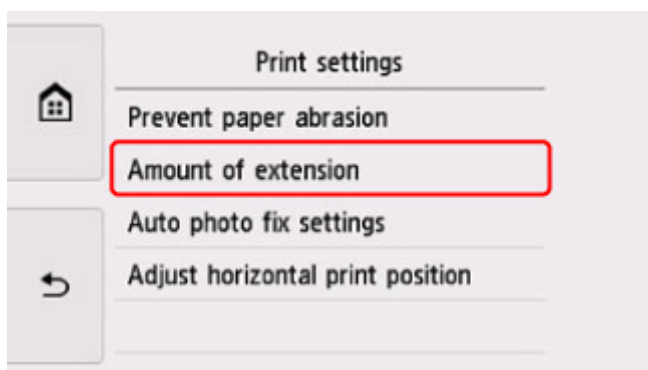 Print settings
Prevent paper abrasion
Amount of extension
Auto photo fix settings
Adjust horizontal print position